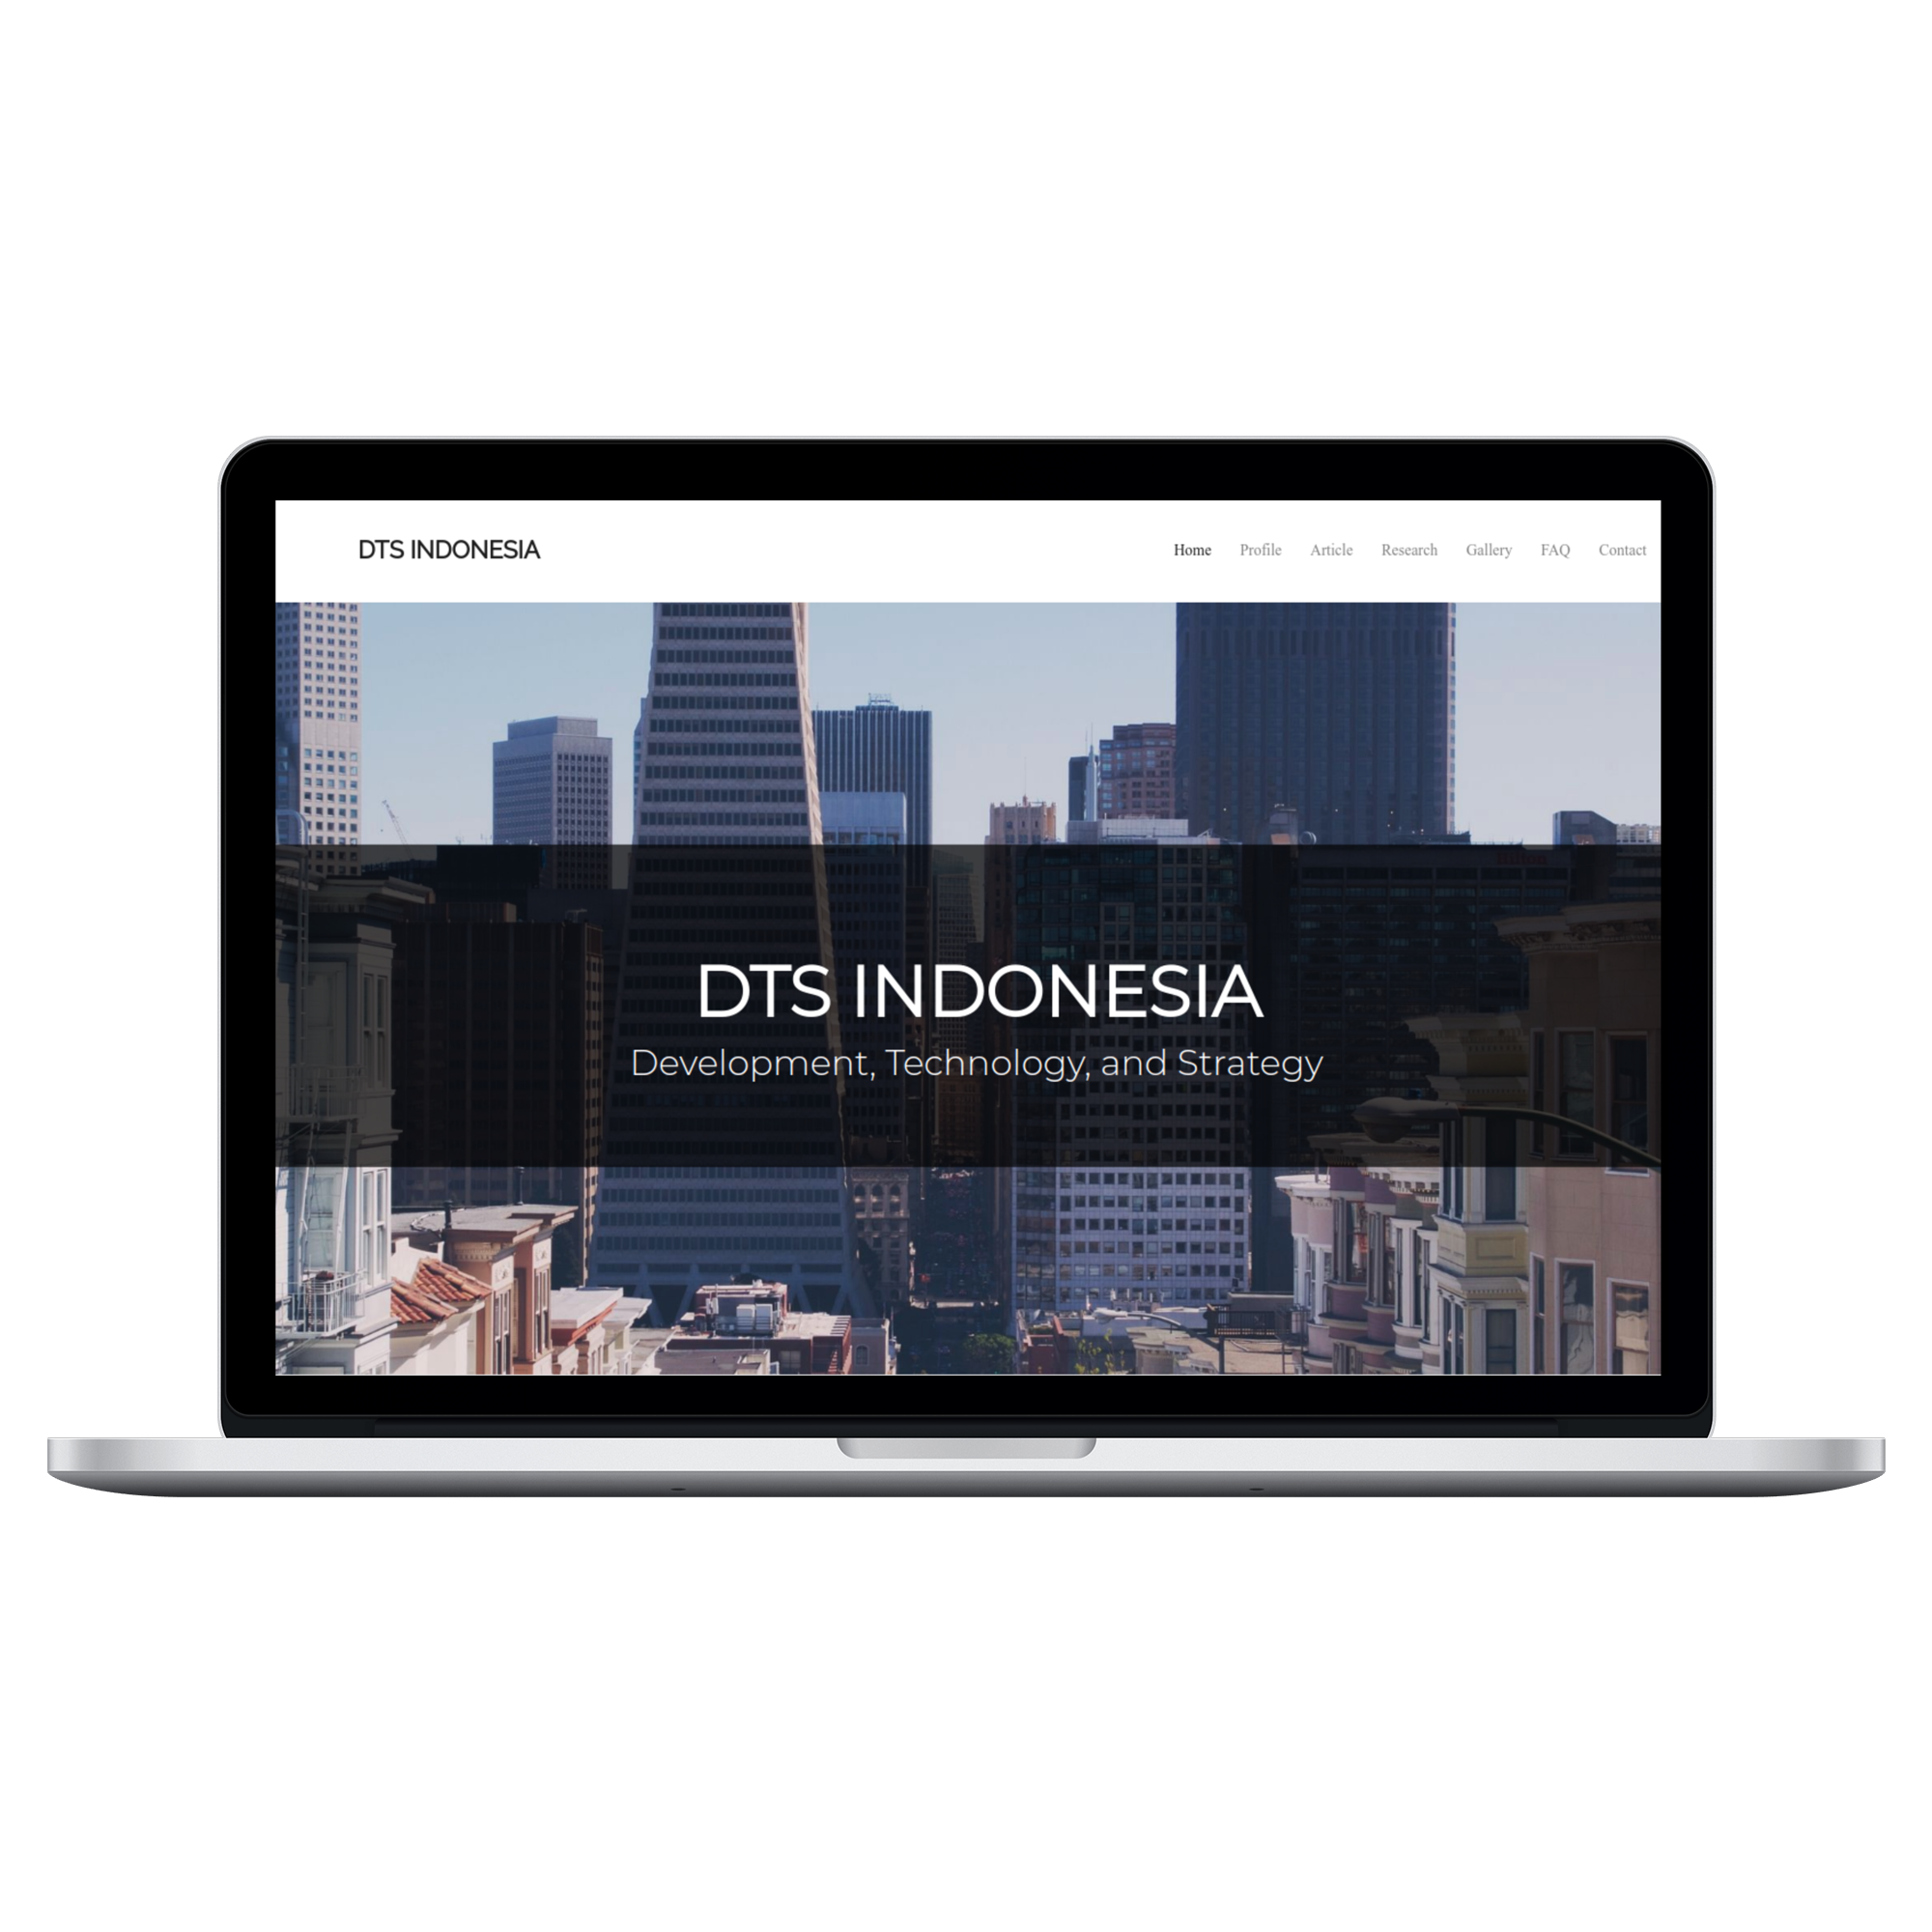 DTS INDONESIA
Home Profile Article Research Gallery FAQ Contact
DTS INDONESIA
Development, Technology, and Strategy